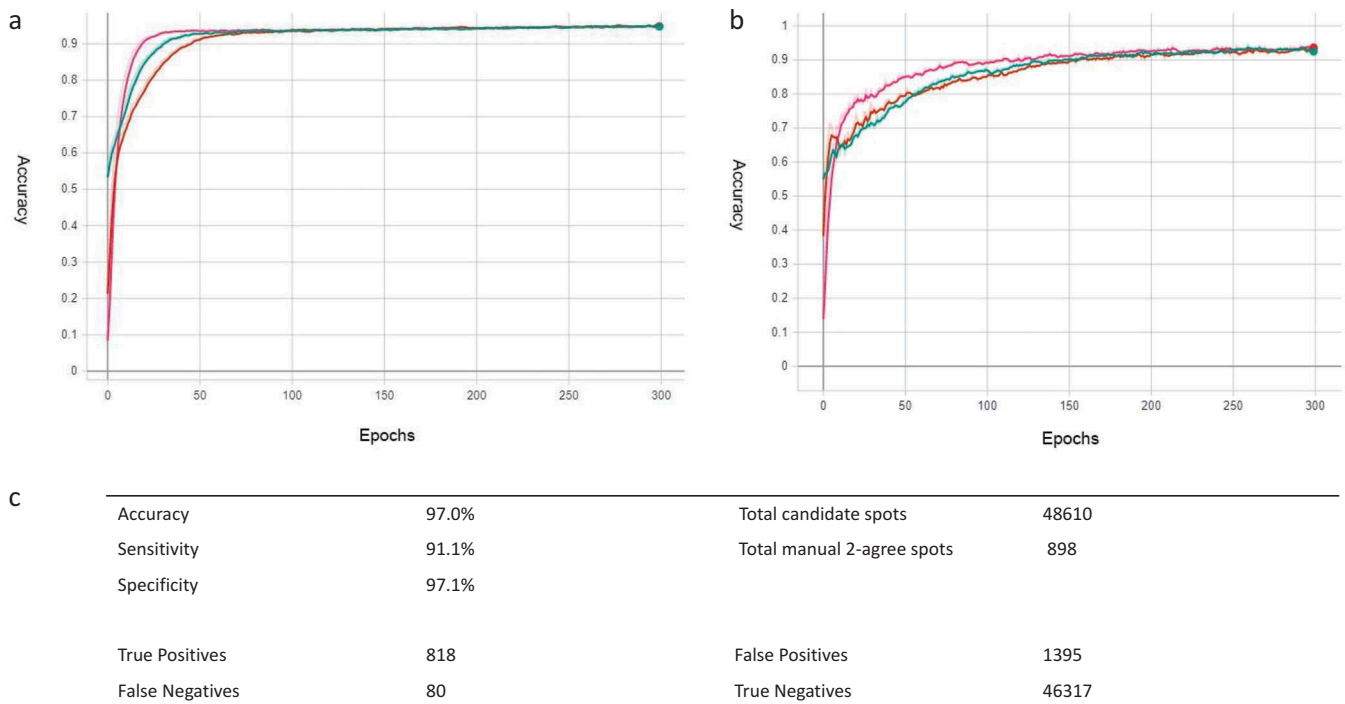 a
0.9
0.8
0.7
0.6
0.5
0.4
0.3
0.2
0.1
0
Accuracy
0 50 100 150 200 250 300
Epochs
b
1
0.9
0.8
0.7
0.6
0.5
0.4
0.3
0.2
0.1
0
Accuracy
0 50 100 150 200 250 300
Epochs
c
Accuracy 97.0% Total candidate spots 48610
Sensitivity 91.1% Total manual 2-agree spots 898
Specificity 97.1%
True Positives 818 False Positives 1395
False Negatives 80 True Negatives 46317